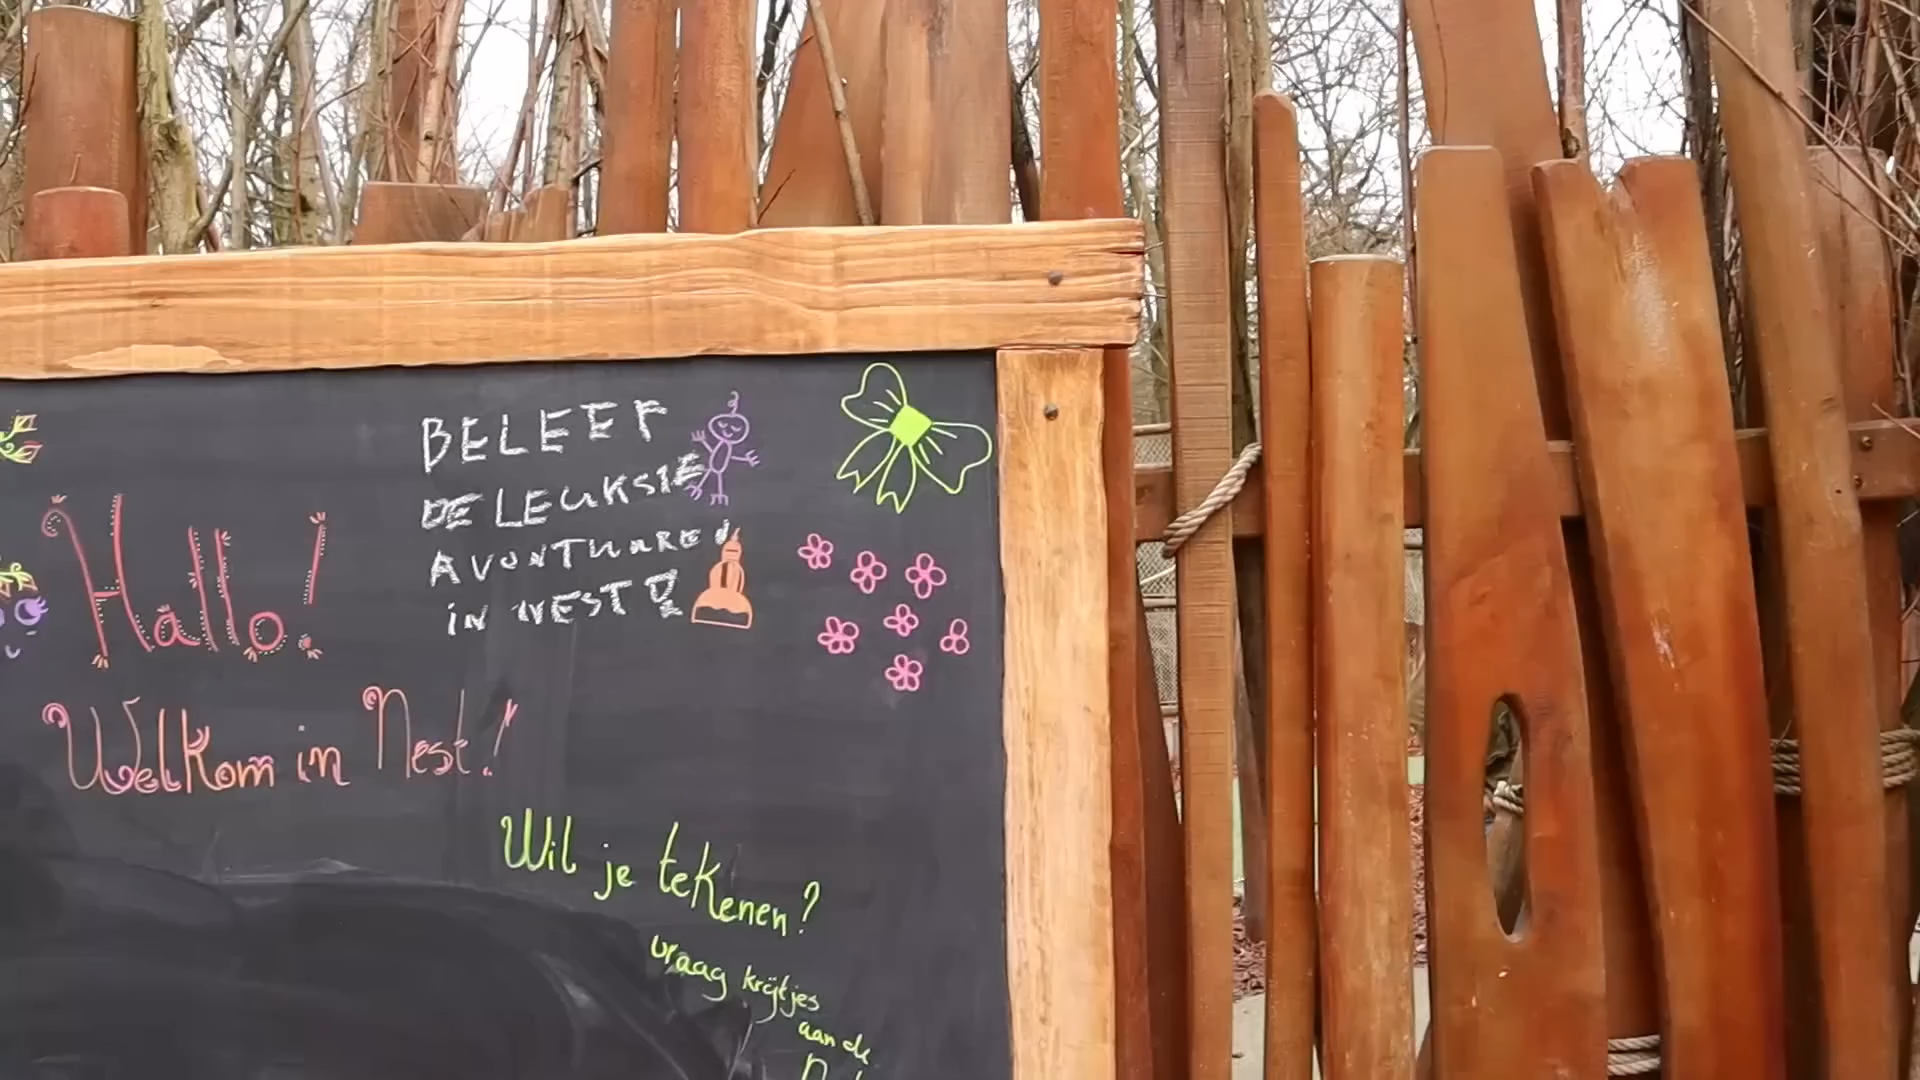 Hallo!
Welkom in Nest!
BELEEF
DE LEUKSTE
AVONTUREN
IN NEST
Wil je tekenen?
vraag krijtjes
aan de